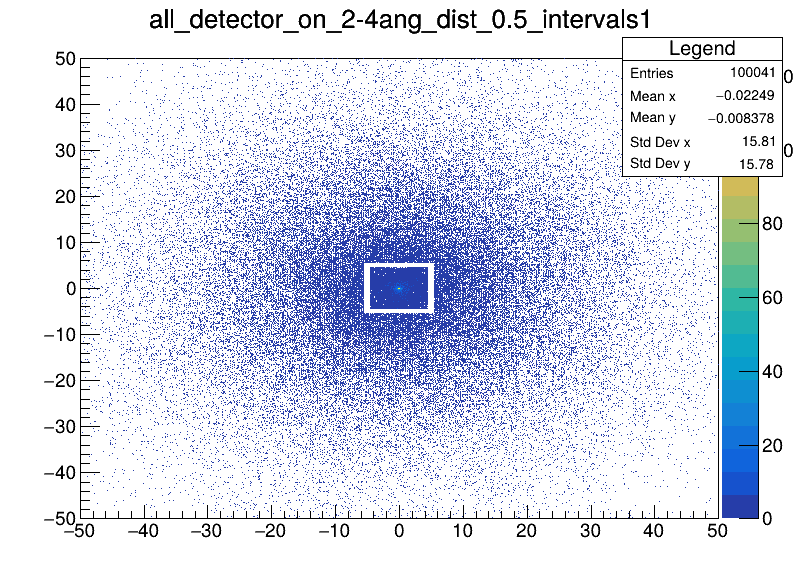 all_detector_on_2-4ang_dist_0.5_intervals1
Legend
Entries 100041
Mean x −0.02249
Mean y −0.008378
Std Dev x 15.81
Std Dev y 15.78
50
40
30
20
10
0
−10
−20
−30
−40
−50
−50 −40 −30 −20 −10 0 10 20 30 40 50
0
0
80
60
40
20
0